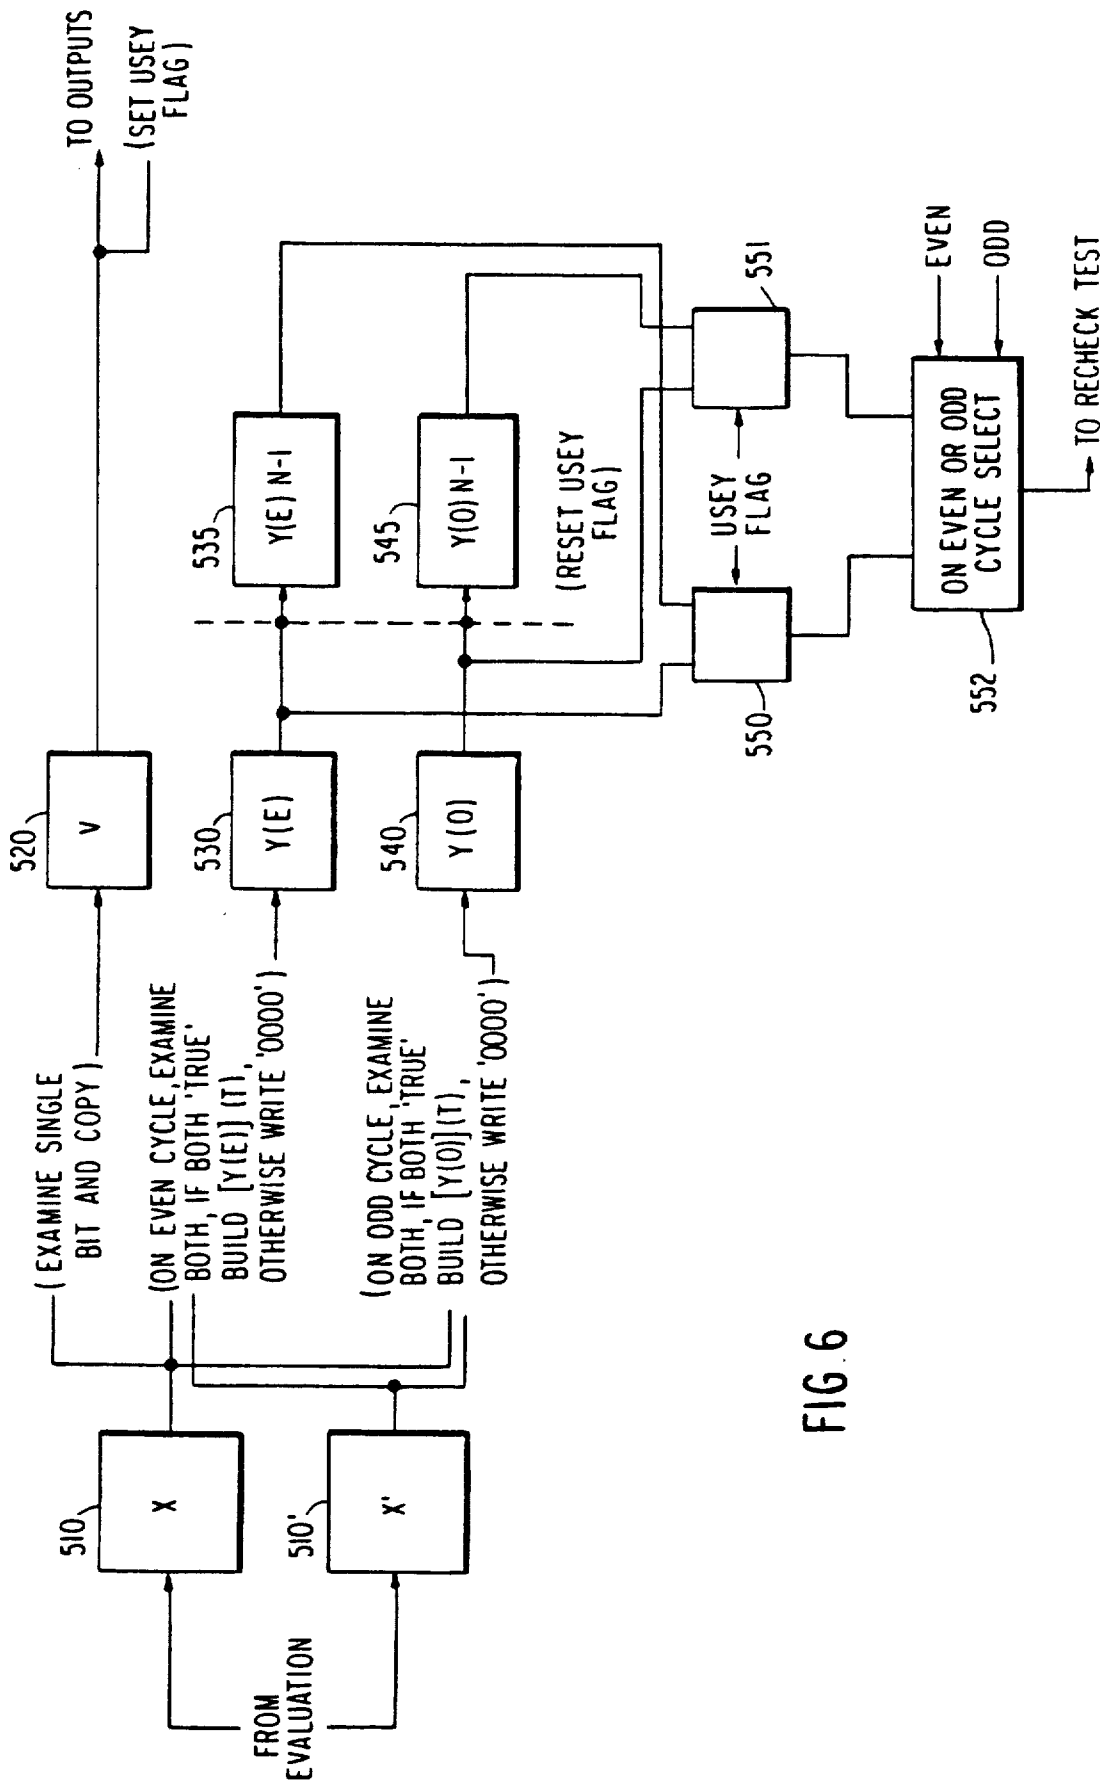 FROM
EVALUATION
510
X
510'
X'
(EXAMINE SINGLE
BIT AND COPY)
(ON EVEN CYCLE, EXAMINE
BOTH, IF BOTH 'TRUE'
BUILD [Y(E)](T),
OTHERWISE WRITE '0000')
(ON ODD CYCLE, EXAMINE
BOTH, IF BOTH 'TRUE'
BUILD [Y(O)](T),
OTHERWISE WRITE '0000')
520
V
530
Y(E)
540
Y(O)
535
Y(E)N-1
545
Y(O)N-1
TO OUTPUTS
(SET USEY
FLAG)
(RESET USEY
FLAG)
550
USEY
FLAG
551
EVEN
ODD
ON EVEN OR ODD
CYCLE SELECT
552
TO RECHECK TEST
FIG.6